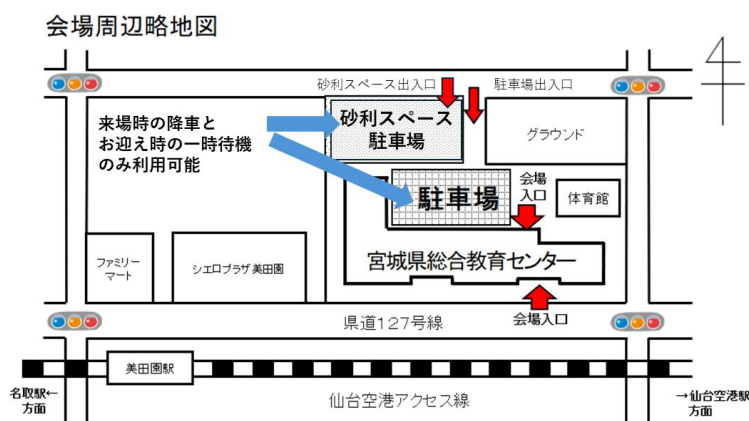 会場周辺略地図
砂利スペース出入口
駐車場出入口
来場時の降車と
お迎え時の一時待機
のみ利用可能
砂利スペース
駐車場
グラウンド
駐車場
会場
入口
体育館
ファミリー
マート
シエロプラザ美田園
宮城県総合教育センター
県道127号線
会場入口
美田園駅
名取駅←
方面
仙台空港アクセス線
→仙台空港駅
方面